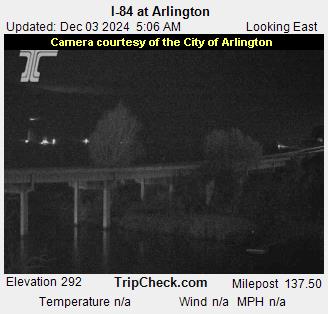 I-84 at Arlington
Updated: Dec 03 2024 5:06 AM Looking East
Camera courtesy of the City of Arlington
Elevation 292 TripCheck.com Milepost 137.50
Temperature n/a Wind n/a MPH n/a